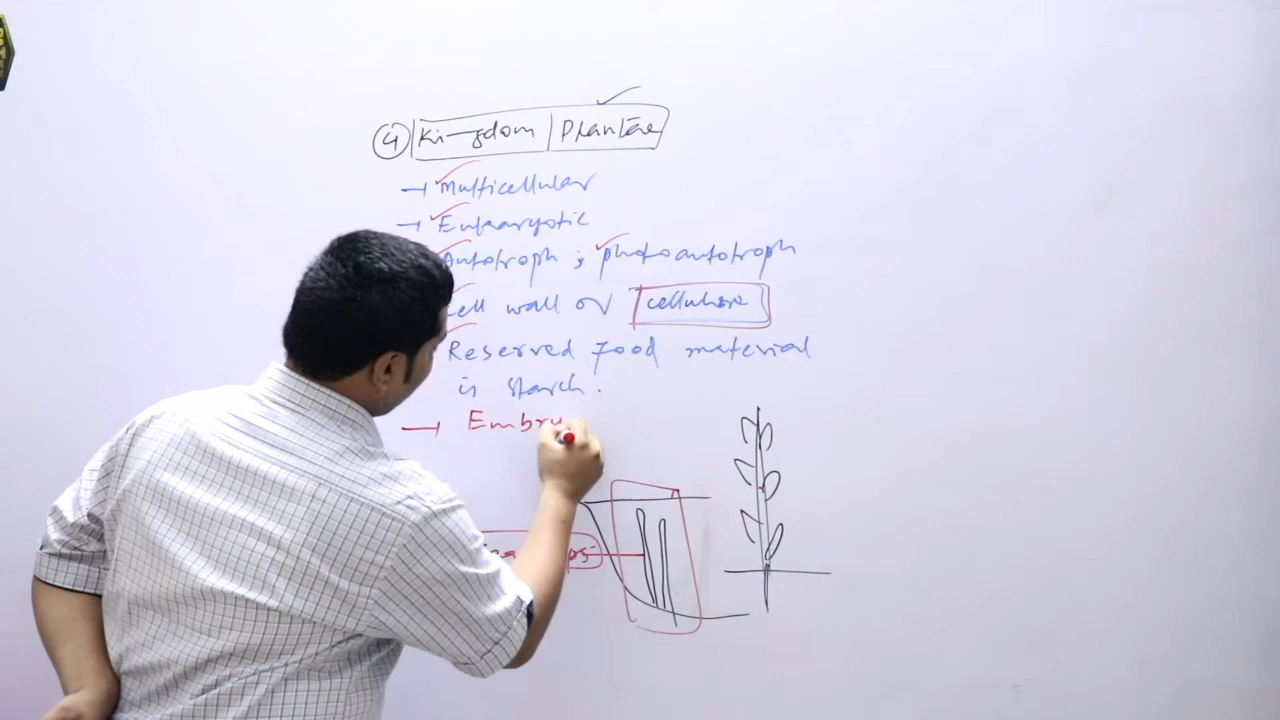 4 Kingdom Plantae
→ Multicellular
→ Eukaryotic
Autotroph ; photoautotroph
cell wall of cellulose
Reserved food material
is starch.
→ Embry